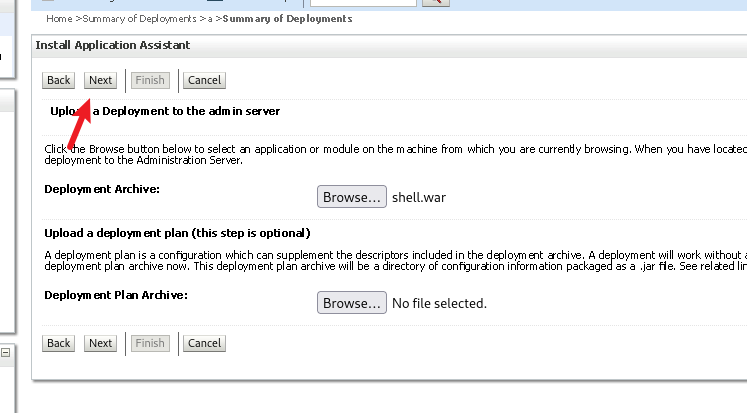 Home >Summary of Deployments >a >Summary of Deployments
Install Application Assistant
Back Next Finish Cancel
Upload a Deployment to the admin server
Click the Browse button below to select an application or module on the machine from which you are currently browsing. When you have located
deployment to the Administration Server.
Deployment Archive: Browse... shell.war
Upload a deployment plan (this step is optional)
A deployment plan is a configuration which can supplement the descriptors included in the deployment archive. A deployment will work without a
deployment plan archive now. This deployment plan archive will be a directory of configuration information packaged as a .jar file. See related
Deployment Plan Archive: Browse... No file selected.
Back Next Finish Cancel